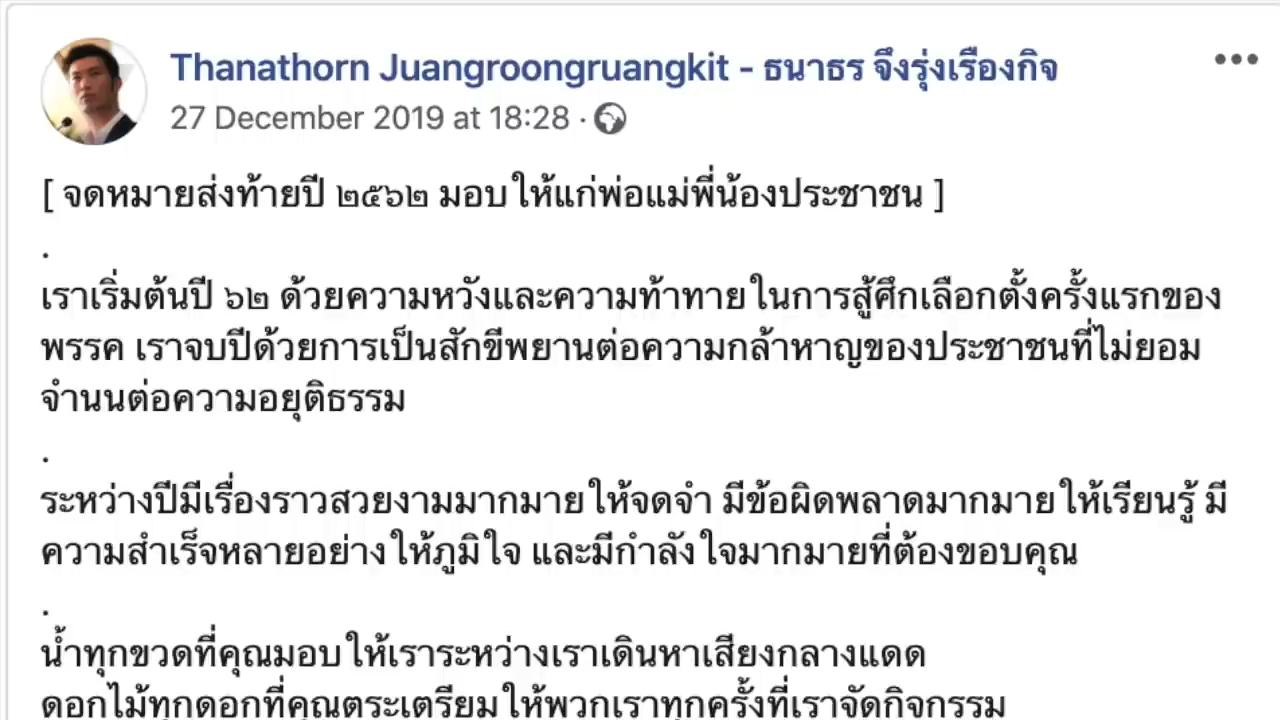 Thanathorn Juangroongruangkit - ธนาธร จึงรุ่งเรืองกิจ
27 December 2019 at 18:28 ·
[ จดหมายส่งท้ายปี ๒๕๖๒ มอบให้แก่พ่อแม่พี่น้องประชาชน ]
.
เราเริ่มต้นปี ๖๒ ด้วยความหวังและความท้าทายในการสู้ศึกเลือกตั้งครั้งแรกของ
พรรค เราจบปีด้วยการเป็นสักขีพยานต่อความกล้าหาญของประชาชนที่ไม่ยอม
จำนนต่อความอยุติธรรม
.
ระหว่างปีมีเรื่องราวสวยงามมากมายให้จดจำ มีข้อผิดพลาดมากมายให้เรียนรู้ มี
ความสำเร็จหลายอย่างให้ภูมิใจ และมีกำลังใจมากมายที่ต้องขอบคุณ
.
น้ำทุกขวดที่คุณมอบให้เราระหว่างเราเดินหาเสียงกลางแดด
ดอกไม้ทุกดอกที่คุณตระเตรียมให้พวกเราทุกครั้งที่เราจัดกิจกรรม